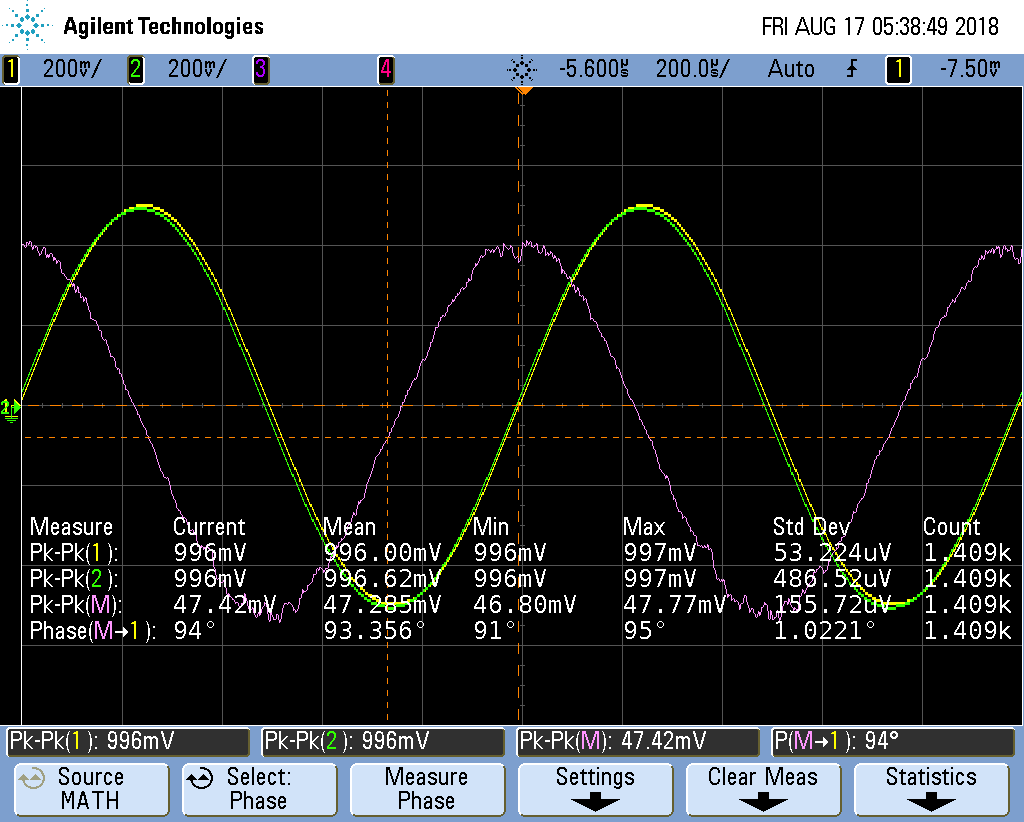 Agilent Technologies FRI AUG 17 05:38:49 2018
1 200mV/ 2 200mV/ 3 4 -5.600µs 200.0µs/ Auto 1 -7.50mV
Measure Current Mean Min Max Std Dev Count
Pk-Pk(1): 996mV 996.00mV 996mV 997mV 53.224uV 1.409k
Pk-Pk(2): 996mV 996.62mV 996mV 997mV 486.52uV 1.409k
Pk-Pk(M): 47.42mV 47.285mV 46.80mV 47.77mV 155.72uV 1.409k
Phase(M→1): 94° 93.356° 91° 95° 1.0221° 1.409k
Pk-Pk(1): 996mV Pk-Pk(2): 996mV Pk-Pk(M): 47.42mV P(M→1): 94°
Source Select: Measure Settings Clear Meas Statistics
MATH Phase Phase